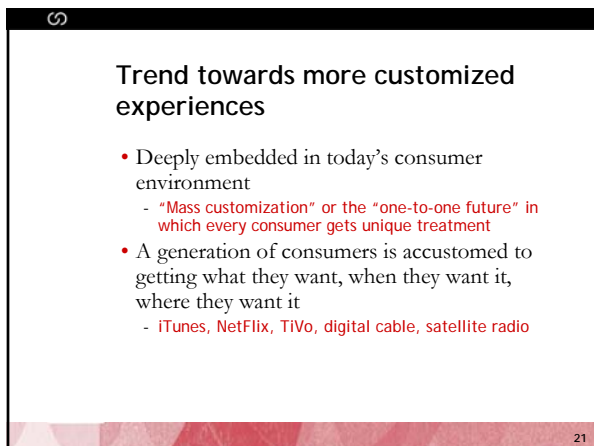 Trend towards more customized
experiences
• Deeply embedded in today's consumer
environment
- "Mass customization" or the "one-to-one future" in
which every consumer gets unique treatment
• A generation of consumers is accustomed to
getting what they want, when they want it,
where they want it
- iTunes, NetFlix, TiVo, digital cable, satellite radio
21